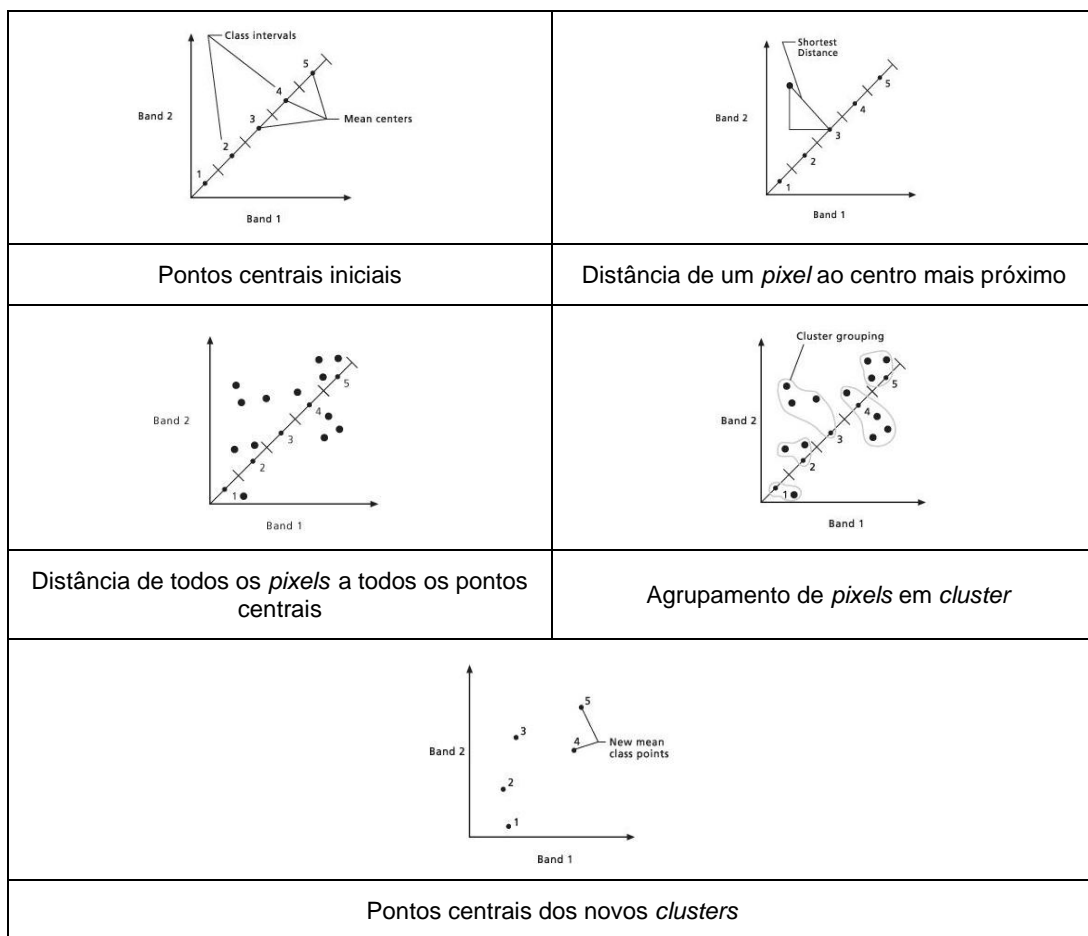 Class intervals
5
4
Band 2
3
Mean centers
2
1
Band 1
Shortest
Distance
5
Band 2
4
3
2
1
Band 1
Pontos centrais iniciais
Distância de um pixel ao centro mais próximo
5
Band 2
4
3
2
1
Band 1
Cluster grouping
5
Band 2
4
3
2
1
Band 1
Distância de todos os pixels a todos os pontos
centrais
Agrupamento de pixels em cluster
5
3
4
New mean
class points
Band 2
2
1
Band 1
Pontos centrais dos novos clusters